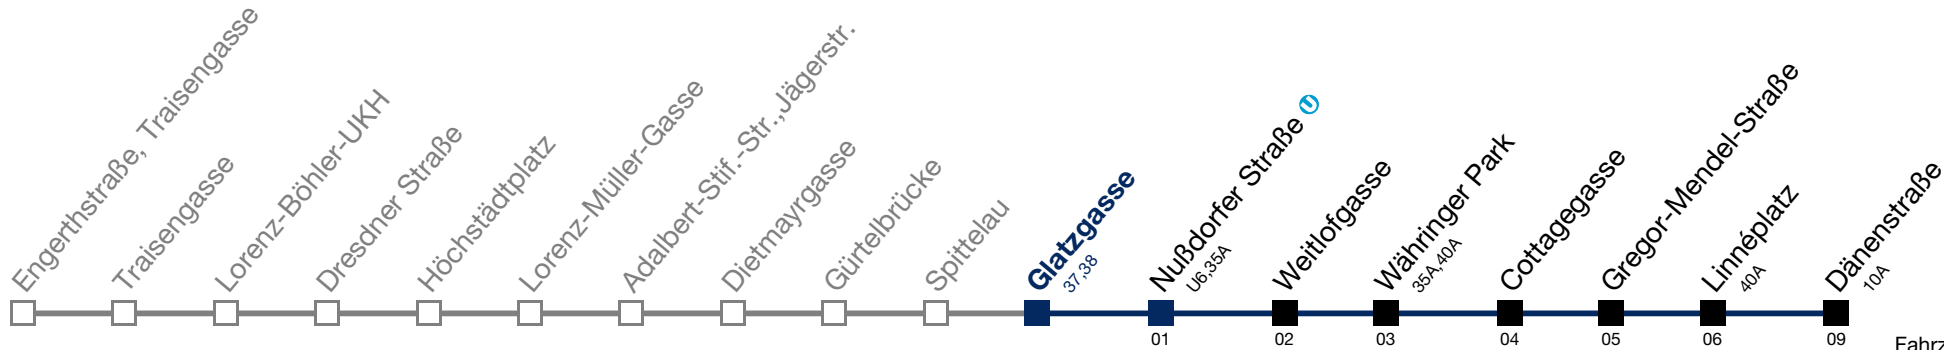 Engerthstraße, Traisengasse
Traisengasse
Lorenz-Böhler-UKH
Dresdner Straße
Höchstädtplatz
Lorenz-Müller-Gasse
Adalbert-Stif.-Str.,Jägerstr.
Dietmayrgasse
Gürtelbrücke
Spittelau
Glatzgasse
37,38
Nußdorfer Straße U
U6,35A
Weitlofgasse
Währinger Park
35A,40A
Cottagegasse
Gregor-Mendel-Straße
Linnéplatz
40A
Dänenstraße
10A
01 02 03 04 05 06 09
Fahrz